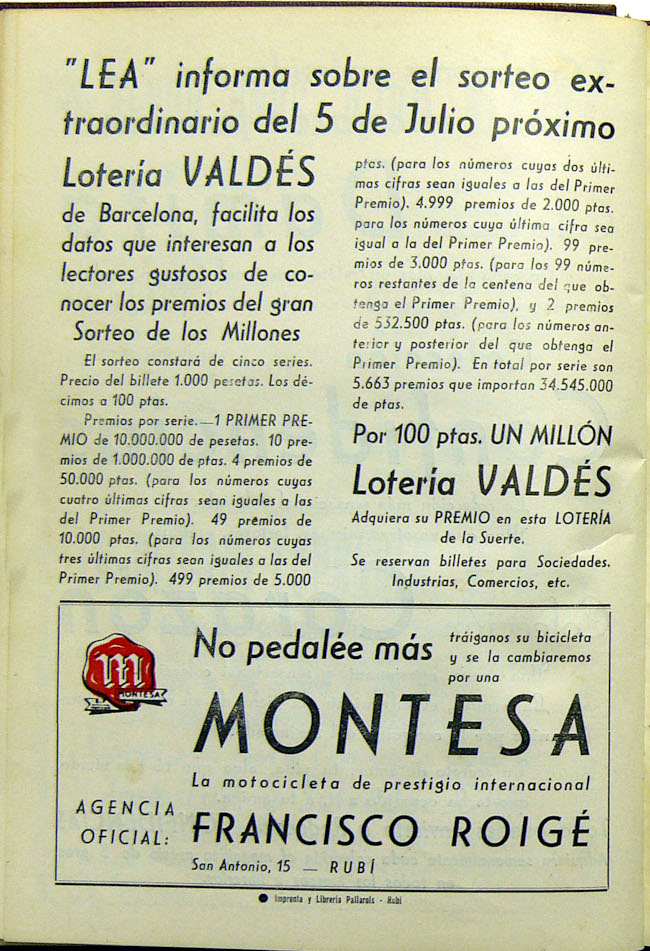 "LEA" informa sobre el sorteo ex-
traordinario del 5 de Julio próximo
Lotería VALDÉS
de Barcelona, facilita los
datos que interesan a los
lectores gustosos de co-
nocer los premios del gran
Sorteo de los Millones
El sorteo constará de cinco series.
Precio del billete 1.000 pesetas. Los dé-
cimos a 100 ptas.
Premios por serie.—1 PRIMER PRE-
MIO de 10.000.000 de pesetas. 10 pre-
mios de 1.000.000 de ptas. 4 premios de
50.000 ptas. (para los números cuyas
cuatro últimas cifras sean iguales a las
del Primer Premio). 49 premios de
10.000 ptas. (para los números cuyas
tres últimas cifras sean iguales a las del
Primer Premio). 499 premios de 5.000
ptas. (para los números cuyas dos últi-
mas cifras sean iguales a las del Primer
Premio). 4.999 premios de 2.000 ptas.
para los números cuya última cifra sea
igual a la del Primer Premio). 99 pre-
mios de 3.000 ptas. (para los 99 núme-
ros restantes de la centena del que ob-
tenga el Primer Premio), y 2 premios
de 532.500 ptas. (para los números an-
terior y posterior del que obtenga el
Primer Premio). En total por serie son
5.663 premios que importan 34.545.000
de ptas.
Por 100 ptas. UN MILLÓN
Lotería VALDÉS
Adquiera su PREMIO en esta LOTERÍA
de la Suerte.
Se reservan billetes para Sociedades.
Industrias, Comercios, etc.
m
MONTESA
No pedalée más
tráiganos su bicicleta
y se la cambiaremos
por una
MONTESA
La motocicleta de prestigio internacional
AGENCIA
OFICIAL:
FRANCISCO ROIGÉ
San Antonio, 15 — RUBÍ
Imprenta y Librería Pallarols - Rubí